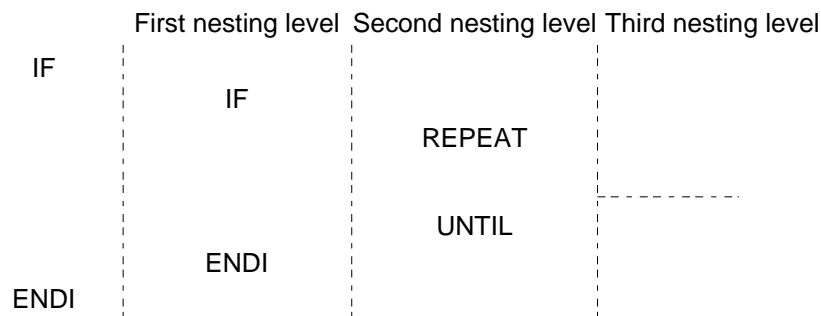 First nesting level Second nesting level Third nesting level
IF
IF
REPEAT
UNTIL
ENDI
ENDI